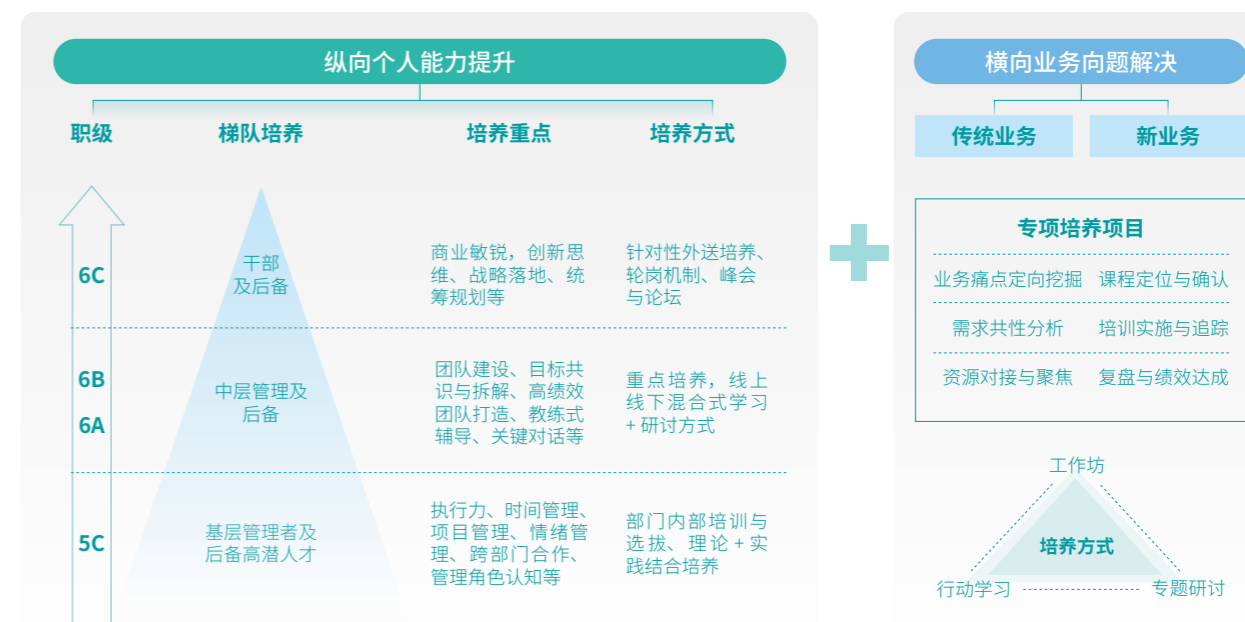 纵向个人能力提升
职级
梯队培养
培养重点
培养方式
6C
干部
及后备
商业敏锐，创新思
维、战略落地、统
筹规划等
针对性外送培养、
轮岗机制、峰会
与论坛
6B
6A
中层管理及
后备
团队建设、目标共
识与拆解、高绩效
团队打造、教练式
辅导、关键对话等
重点培养，线上
线下混合式学习
+ 研讨方式
5C
基层管理者及
后备高潜人才
执行力、时间管理、
项目管理、情绪管
理、跨部门合作、
管理角色认知等
部门内部培训与
选拔、理论 + 实
践结合培养
横向业务向题解决
传统业务
新业务
专项培养项目
业务痛点定向挖掘
课程定位与确认
需求共性分析
培训实施与追踪
资源对接与聚焦
复盘与绩效达成
工作坊
培养方式
行动学习
专题研讨